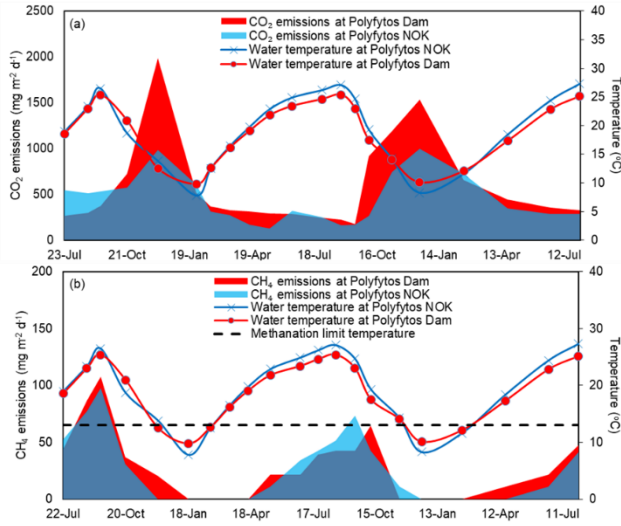 (a)
CO₂ emissions at Polyfytos Dam
CO₂ emissions at Polyfytos NOK
Water temperature at Polyfytos NOK
Water temperature at Polyfytos Dam
CO₂ emissions (mg m⁻² d⁻¹)
2500
2000
1500
1000
500
0
40
35
30
25
20
15
10
5
0
Temperature (°C)
23-Jul 21-Oct 19-Jan 19-Apr 18-Jul 16-Oct 14-Jan 13-Apr 12-Jul
(b)
CH₄ emissions at Polyfytos Dam
CH₄ emissions at Polyfytos NOK
Water temperature at Polyfytos NOK
Water temperature at Polyfytos Dam
Methanation limit temperature
CH₄ emissions (mg m⁻² d⁻¹)
200
150
100
50
0
40
30
20
10
0
Temperature (°C)
22-Jul 20-Oct 18-Jan 18-Apr 17-Jul 15-Oct 13-Jan 12-Apr 11-Jul